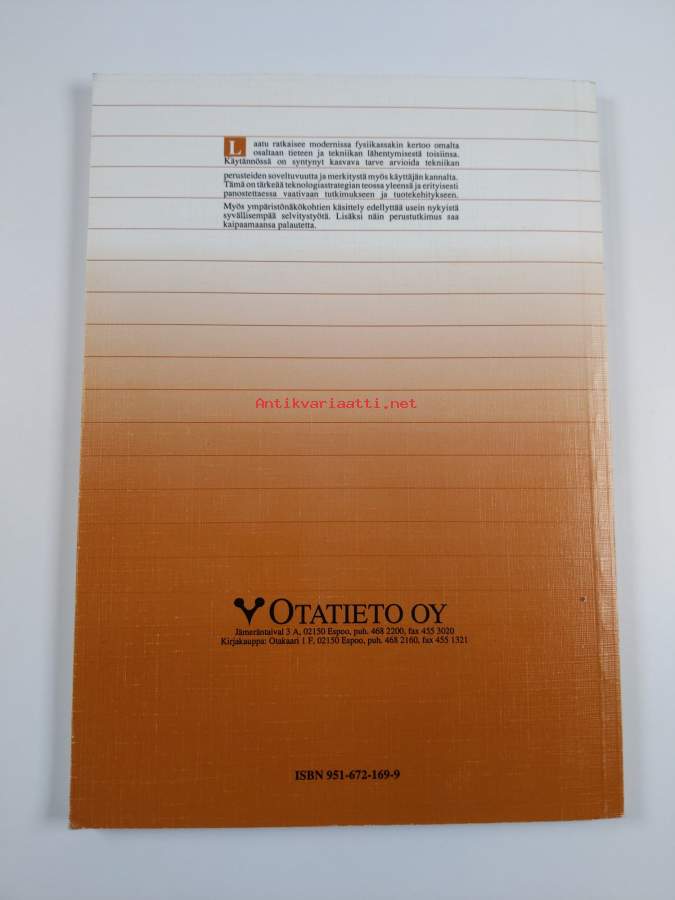 Laatu ratkaisee modernissa fysiikassakin kertoo omalta
osaltaan tieteen ja tekniikan lähentymisestä toisiinsa.
Käytännössä on syntynyt kasvava tarve arvioida tekniikan
perusteiden soveltuvuutta ja merkitystä myös käyttäjän kannalta.
Tämä on tärkeää teknologiastrategian teossa yleensä ja erityisesti
panostettaessa vaativaan tutkimukseen ja tuotekehitykseen.
Myös ympäristönäkökohtien käsittely edellyttää usein nykyistä
syvällisempää selvitystyötä. Lisäksi näin perustutkimus saa
kaipaamaansa palautetta.
Antikvariaatti.net
OTATIETO OY
Jämeräntaival 3 A, 02150 Espoo, puh. 468 2200, fax 455 3020
Kirjakauppa: Otakaari 1 F, 02150 Espoo, puh. 468 2160, fax 455 1321
ISBN 951-672-169-9